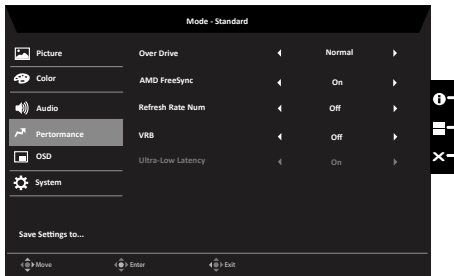 Mode - Standard
Picture
Over Drive Normal
Color
AMD FreeSync On
Audio
Refresh Rate Num Off
Pertormance
VRB Off
OSD
Ultra-Low Latency On
System
Save Settings to...
Move Enter Exit